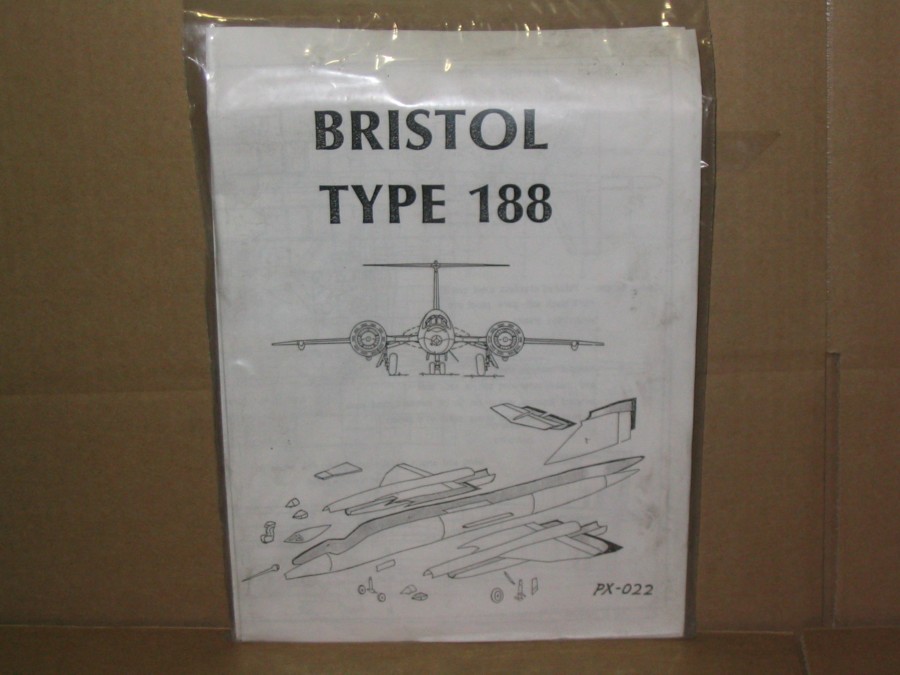 BRISTOL
TYPE 188
PX-022